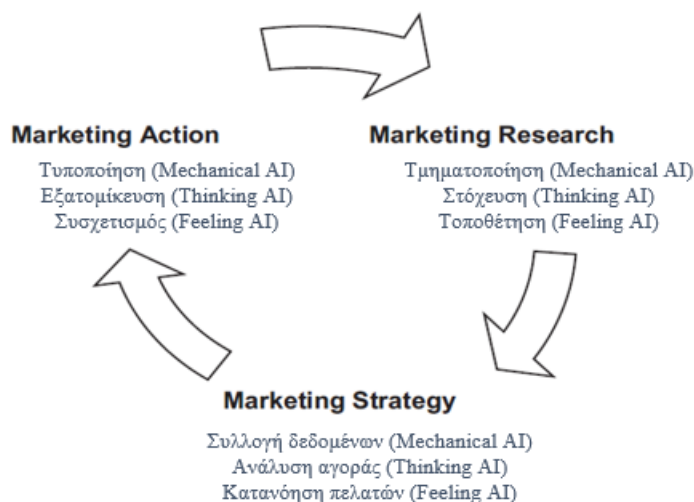 Marketing Action
Τυποποίηση (Mechanical AI)
Εξατομίκευση (Thinking AI)
Συσχετισμός (Feeling AI)
Marketing Research
Τμηματοποίηση (Mechanical AI)
Στόχευση (Thinking AI)
Τοποθέτηση (Feeling AI)
Marketing Strategy
Συλλογή δεδομένων (Mechanical AI)
Ανάλυση αγοράς (Thinking AI)
Κατανόηση πελατών (Feeling AI)